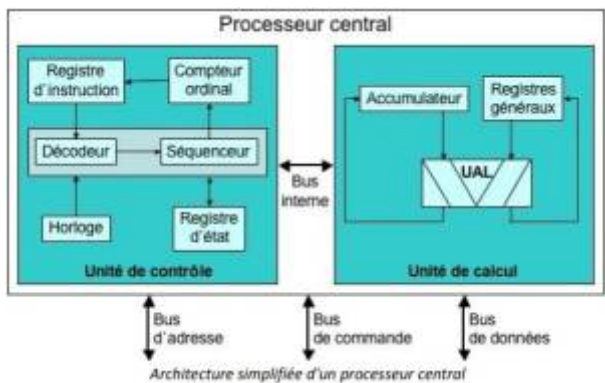 Processeur central
Registre
d'instruction
Compteur
ordinal
Décodeur
Séquenceur
Horloge
Registre
d'état
Unité de contrôle
Bus
interne
Accumulateur
Registres
généraux
UAL
Unité de calcul
Bus
d'adresse
Bus
de commande
Bus
de données
Architecture simplifiée d'un processeur central